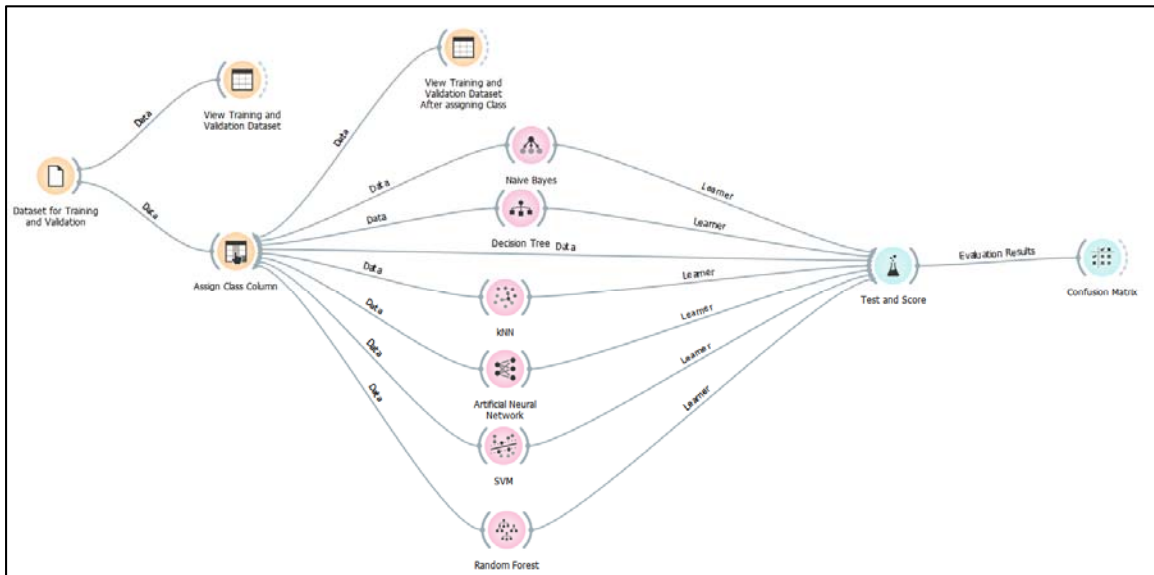 View Training and
Validation Dataset
View Training and
Validation Dataset
After assigning Class
Data
Data
Dataset for Training
and Validation
Data
Data
Naive Bayes
Learner
Data
Decision Tree
Learner
Data
Assign Class Column
Data
kNN
Learner
Test and Score
Evaluation Results
Confusion Matrix
Data
Artificial Neural
Network
Learner
Data
SVM
Learner
Data
Random Forest
Learner